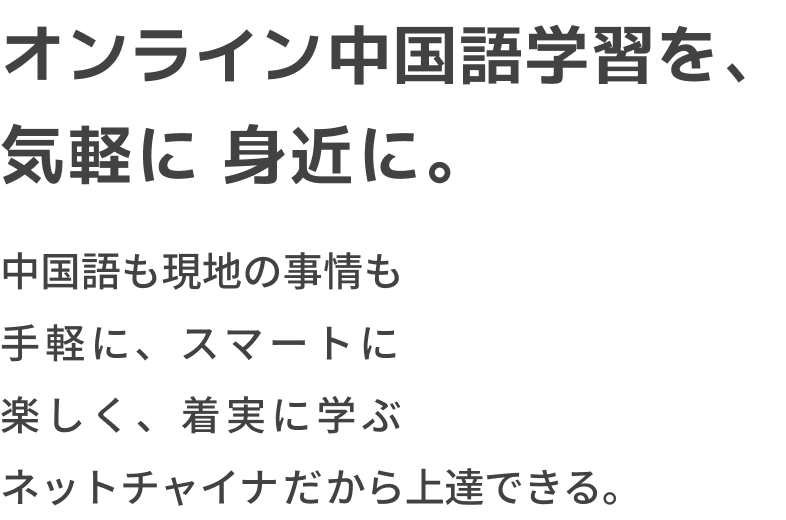 オンライン中国語学習を、
気軽に 身近に。
中国語も現地の事情も
手軽に、スマートに
楽しく、着実に学ぶ
ネットチャイナだから上達できる。